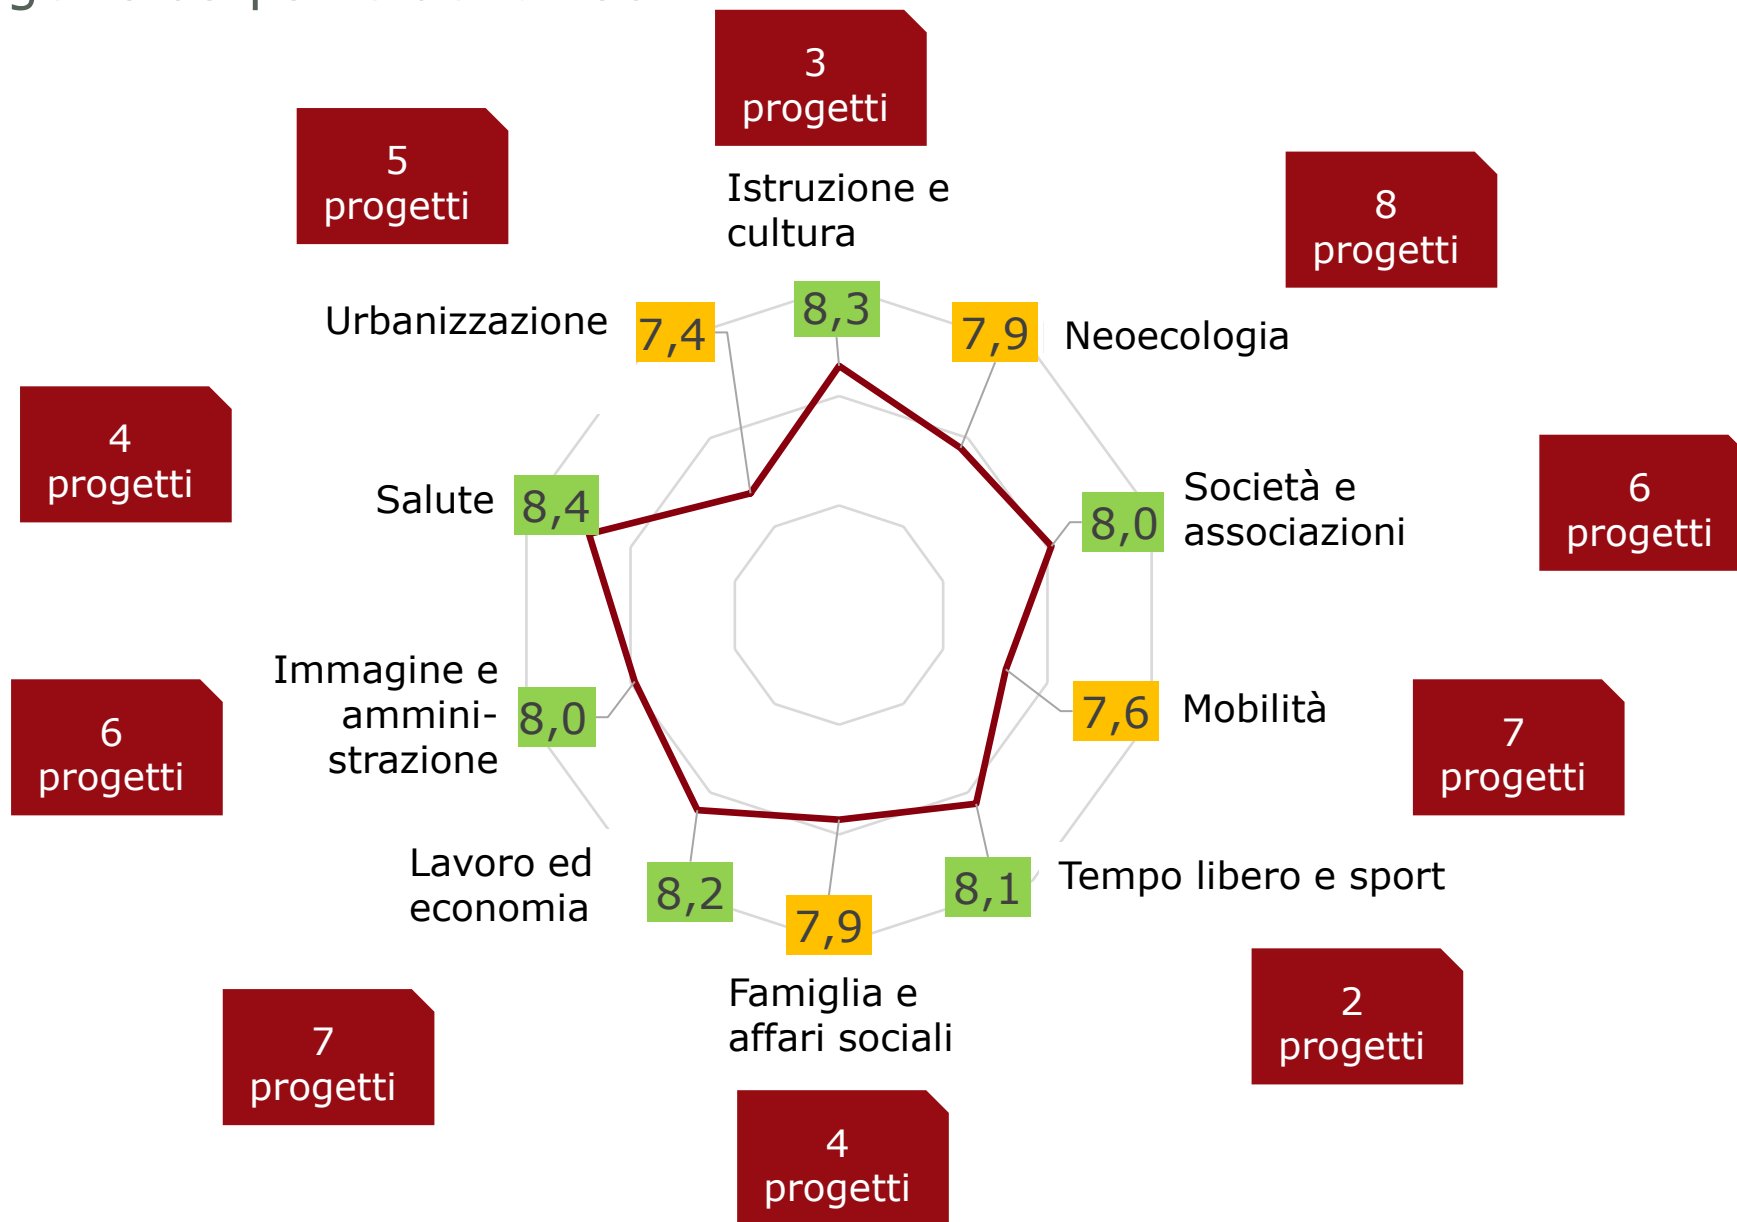 3
progetti
5
progetti
8
progetti
Istruzione e
cultura
Urbanizzazione
7,4
8,3
7,9
Neoecologia
4
progetti
6
progetti
Salute
8,4
8,0
Società e
associazioni
Immagine e
ammini-
strazione
8,0
7,6
Mobilità
6
progetti
7
progetti
Lavoro ed
economia
8,2
7,9
8,1
Tempo libero e sport
Famiglia e
affari sociali
7
progetti
2
progetti
4
progetti